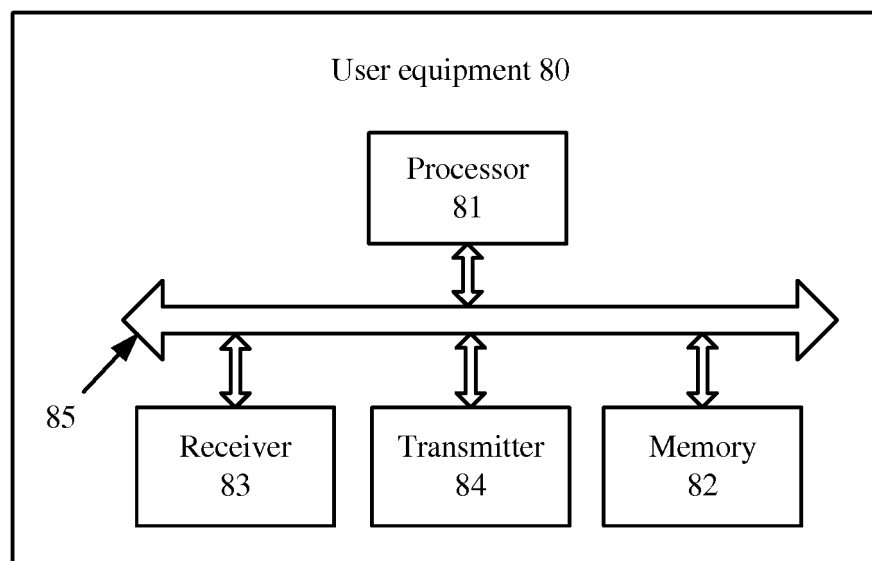 User equipment 80
Processor
81
85
Receiver
83
Transmitter
84
Memory
82